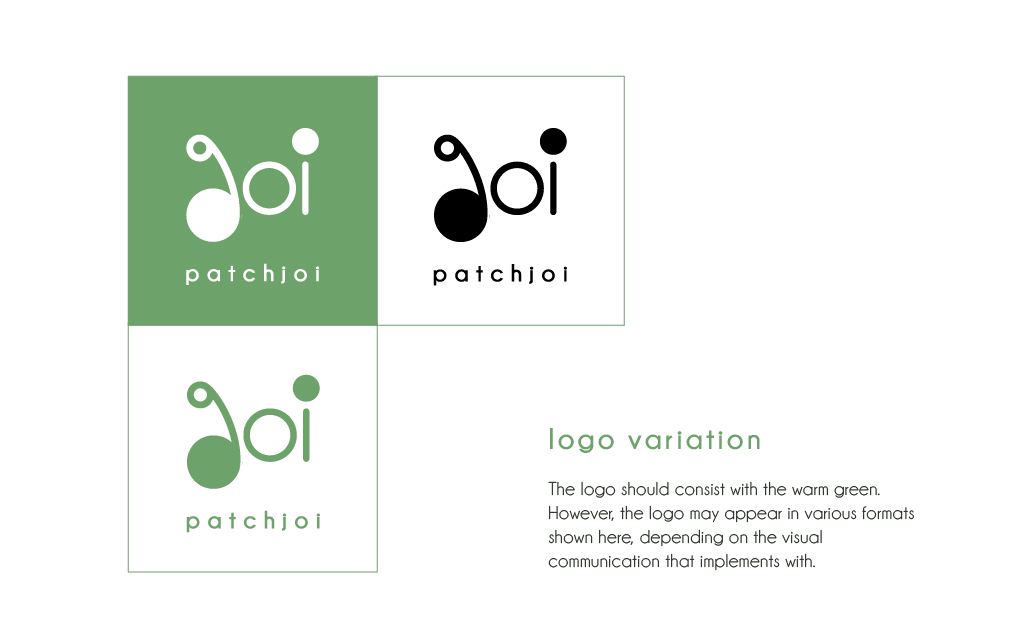 joi
joi
patchjoi
patchjoi
joi
patchjoi
logo variation
The logo should consist with the warm green.
However, the logo may appear in various formats
shown here, depending on the visual
communication that implements with.